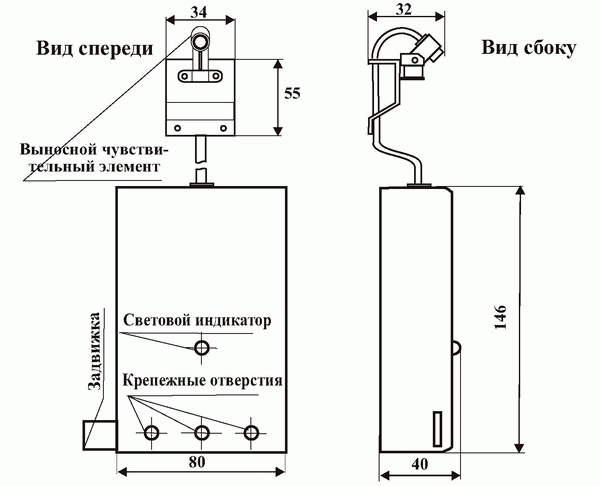 34
32
Вид спереди
Вид сбоку
55
Выносной чувстви-
тельный элемент
146
Световой индикатор
Задвижка
Крепежные отверстия
80
40